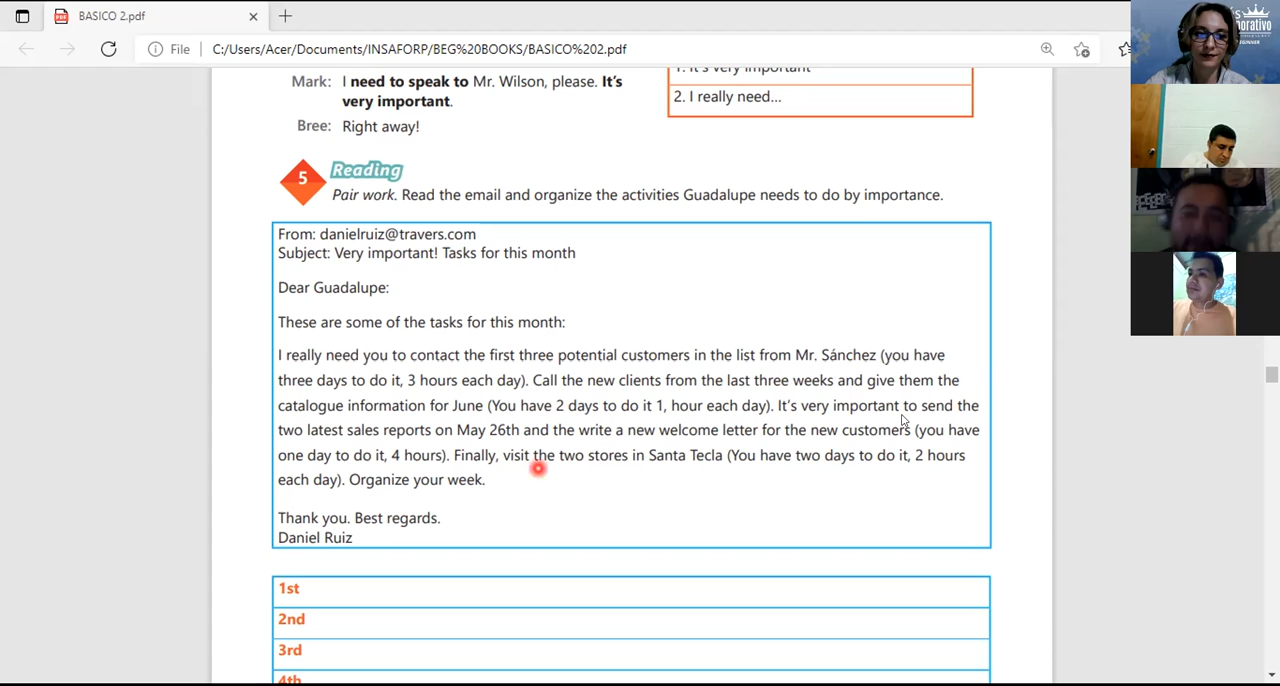 BASICO 2.pdf
File
C:/Users/Acer/Documents/INSAFORP/BEG%20BOOKS/BASICO%202.pdf
BEGINNER
Mark: I need to speak to Mr. Wilson, please. It's
very important.
Bree: Right away!
1. It's very important
2. I really need...
5
Reading
Pair work. Read the email and organize the activities Guadalupe needs to do by importance.
From: danielruiz@travers.com
Subject: Very important! Tasks for this month
Dear Guadalupe:
These are some of the tasks for this month:
I really need you to contact the first three potential customers in the list from Mr. Sánchez (you have
three days to do it, 3 hours each day). Call the new clients from the last three weeks and give them the
catalogue information for June (You have 2 days to do it 1, hour each day). It's very important to send the
two latest sales reports on May 26th and the write a new welcome letter for the new customers (you have
one day to do it, 4 hours). Finally, visit the two stores in Santa Tecla (You have two days to do it, 2 hours
each day). Organize your week.
Thank you. Best regards.
Daniel Ruiz
1st
2nd
3rd
4th